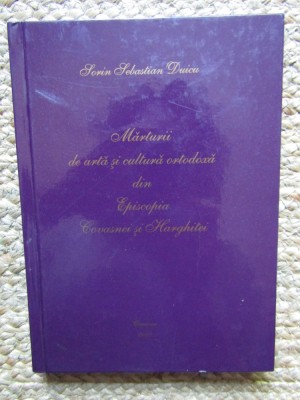 Sorin Sebastian Duicu
Mărturii
de artă și cultură ortodoxă
din
Episcopia
Covasnei și Harghitei